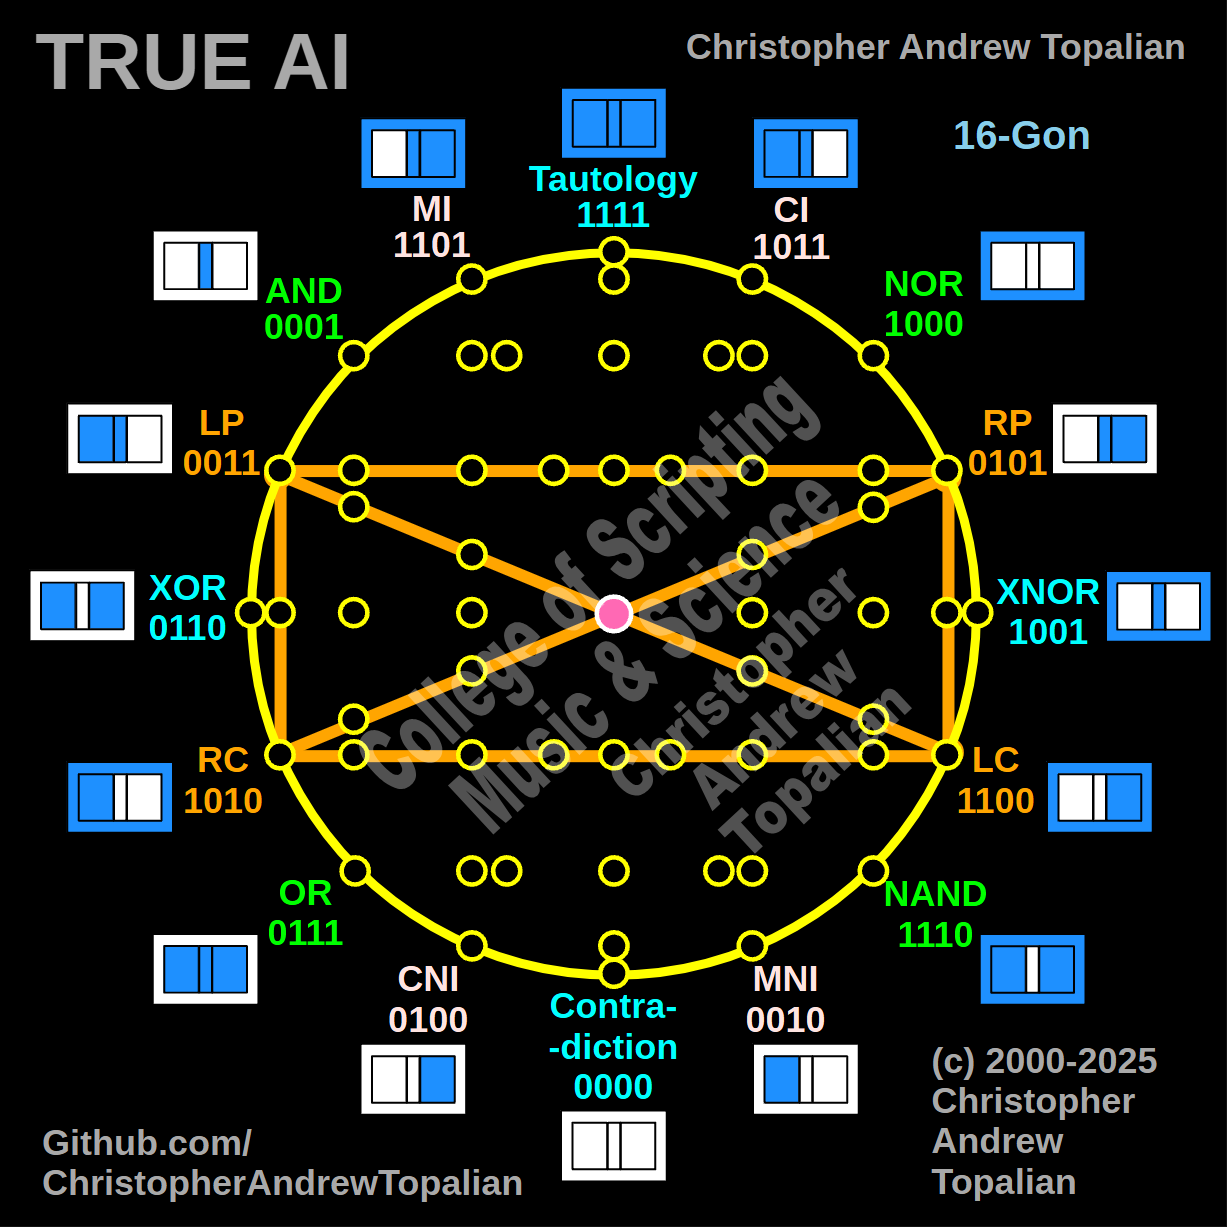 TRUE AI
Christopher Andrew Topalian
16-Gon
Tautology
1111
MI
1101
CI
1011
AND
0001
NOR
1000
LP
0011
RP
0101
XOR
0110
XNOR
1001
RC
1010
LC
1100
OR
0111
NAND
1110
CNI
0100
MNI
0010
Contra-
-diction
0000
College of Scripting
Music & Science
Christopher
Andrew
Topalian
Github.com/
ChristopherAndrewTopalian
(c) 2000-2025
Christopher
Andrew
Topalian